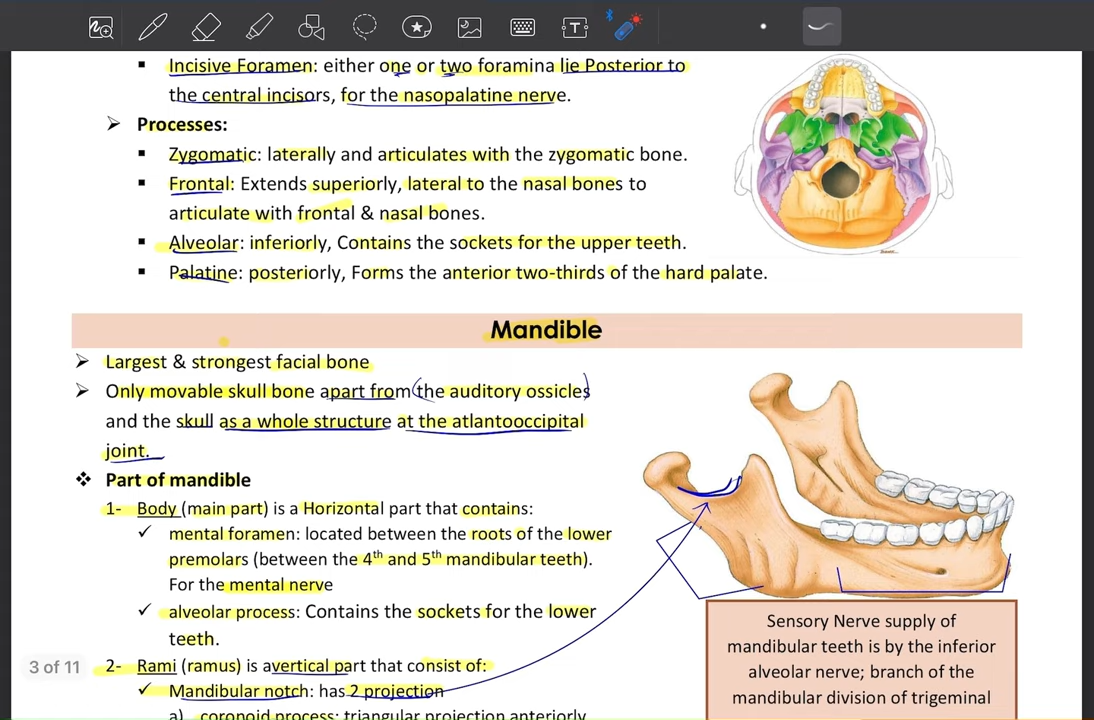 ▪ Incisive Foramen: either one or two foramina lie Posterior to
the central incisors, for the nasopalatine nerve.
➢ Processes:
▪ Zygomatic: laterally and articulates with the zygomatic bone.
▪ Frontal: Extends superiorly, lateral to the nasal bones to
articulate with frontal & nasal bones.
▪ Alveolar: inferiorly, Contains the sockets for the upper teeth.
▪ Palatine: posteriorly, Forms the anterior two-thirds of the hard palate.
Mandible
➢ Largest & strongest facial bone
➢ Only movable skull bone apart from (the auditory ossicles)
and the skull as a whole structure at the atlantooccipital
joint.
❖ Part of mandible
1- Body (main part) is a Horizontal part that contains:
✓ mental foramen: located between the roots of the lower
premolars (between the 4th and 5th mandibular teeth).
For the mental nerve
✓ alveolar process: Contains the sockets for the lower
teeth.
2- Rami (ramus) is a vertical part that consist of:
✓ Mandibular notch: has 2 projection
a) coronoid process: triangular projection anteriorly
Sensory Nerve supply of
mandibular teeth is by the inferior
alveolar nerve; branch of the
mandibular division of trigeminal
3 of 11